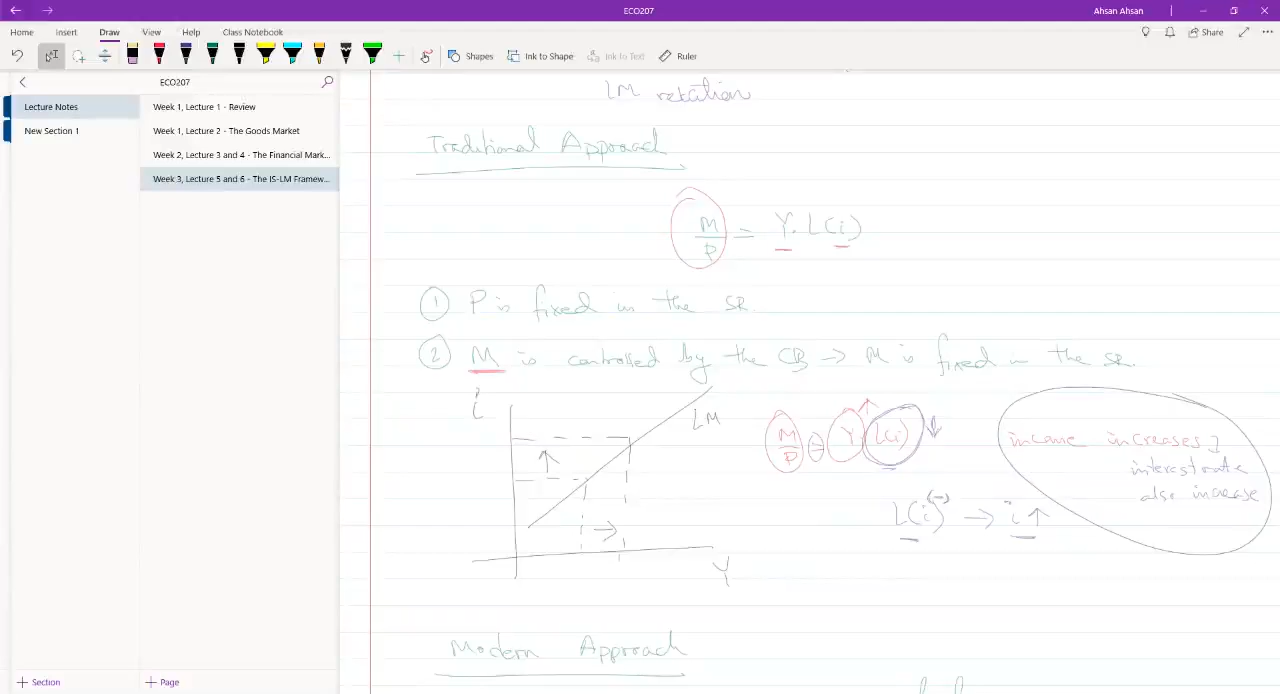 ECO207
Ahsan Ahsan
Home Insert Draw View Help Class Notebook
Share
Shapes Ink to Shape Ink to Text Ruler
ECO207
Lecture Notes
New Section 1
Week 1, Lecture 1 - Review
Week 1, Lecture 2 - The Goods Market
Week 2, Lecture 3 and 4 - The Financial Mark...
Week 3, Lecture 5 and 6 - The IS-LM Framew...
LM relation
Traditional Approach
M/P = Y. L(i)
① P is fixed in the SR.
② M is controlled by the CB → M is fixed in the SR.
i
LM
↑
i →
Y
M/P = Y. L(i) ↓
↑
L(i)(-) → i ↑
income increases,
interest rate
also increase
Modern Approach
+ Section
+ Page